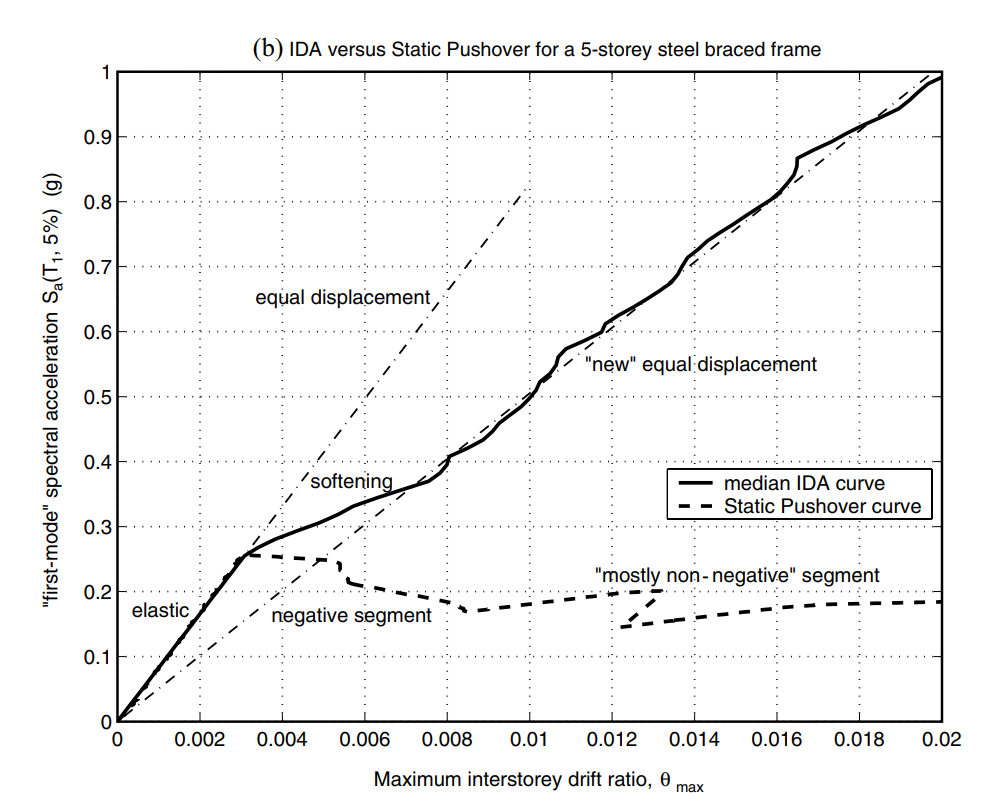 (b) IDA versus Static Pushover for a 5-storey steel braced frame
"first-mode" spectral acceleration Sa(T1, 5%) (g)
1
0.9
0.8
0.7
equal displacement
0.6
"new" equal displacement
0.5
softening
0.4
median IDA curve
Static Pushover curve
0.3
"mostly non-negative" segment
0.2
elastic
negative segment
0.1
0
0 0.002 0.004 0.006 0.008 0.01 0.012 0.014 0.016 0.018 0.02
Maximum interstorey drift ratio, θ max